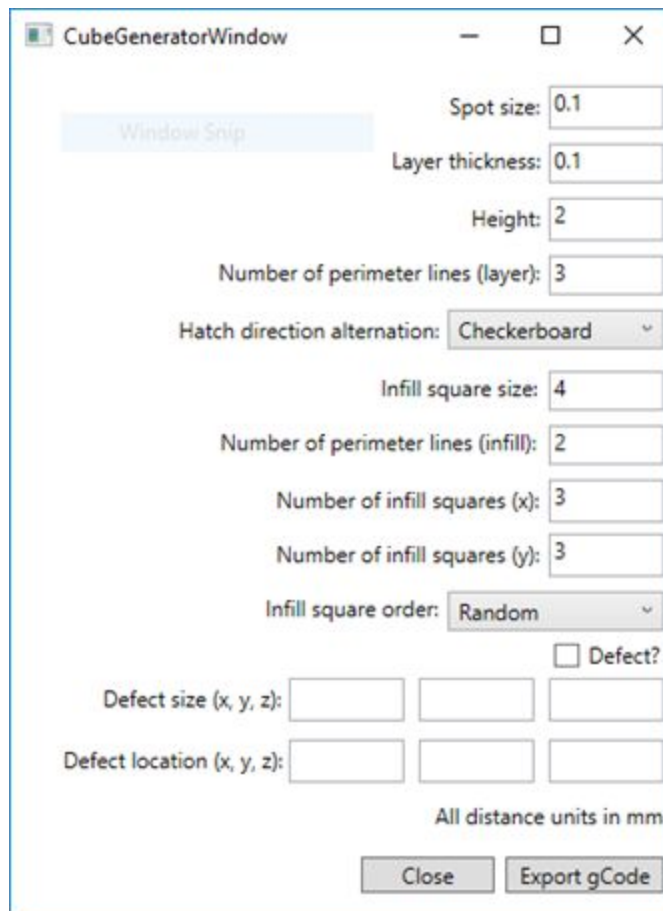 CubeGeneratorWindow
Window Snip
Spot size: 0.1
Layer thickness: 0.1
Height: 2
Number of perimeter lines (layer): 3
Hatch direction alternation: Checkerboard
Infill square size: 4
Number of perimeter lines (infill): 2
Number of infill squares (x): 3
Number of infill squares (y): 3
Infill square order: Random
Defect?
Defect size (x, y, z):
Defect location (x, y, z):
All distance units in mm
Close Export gCode